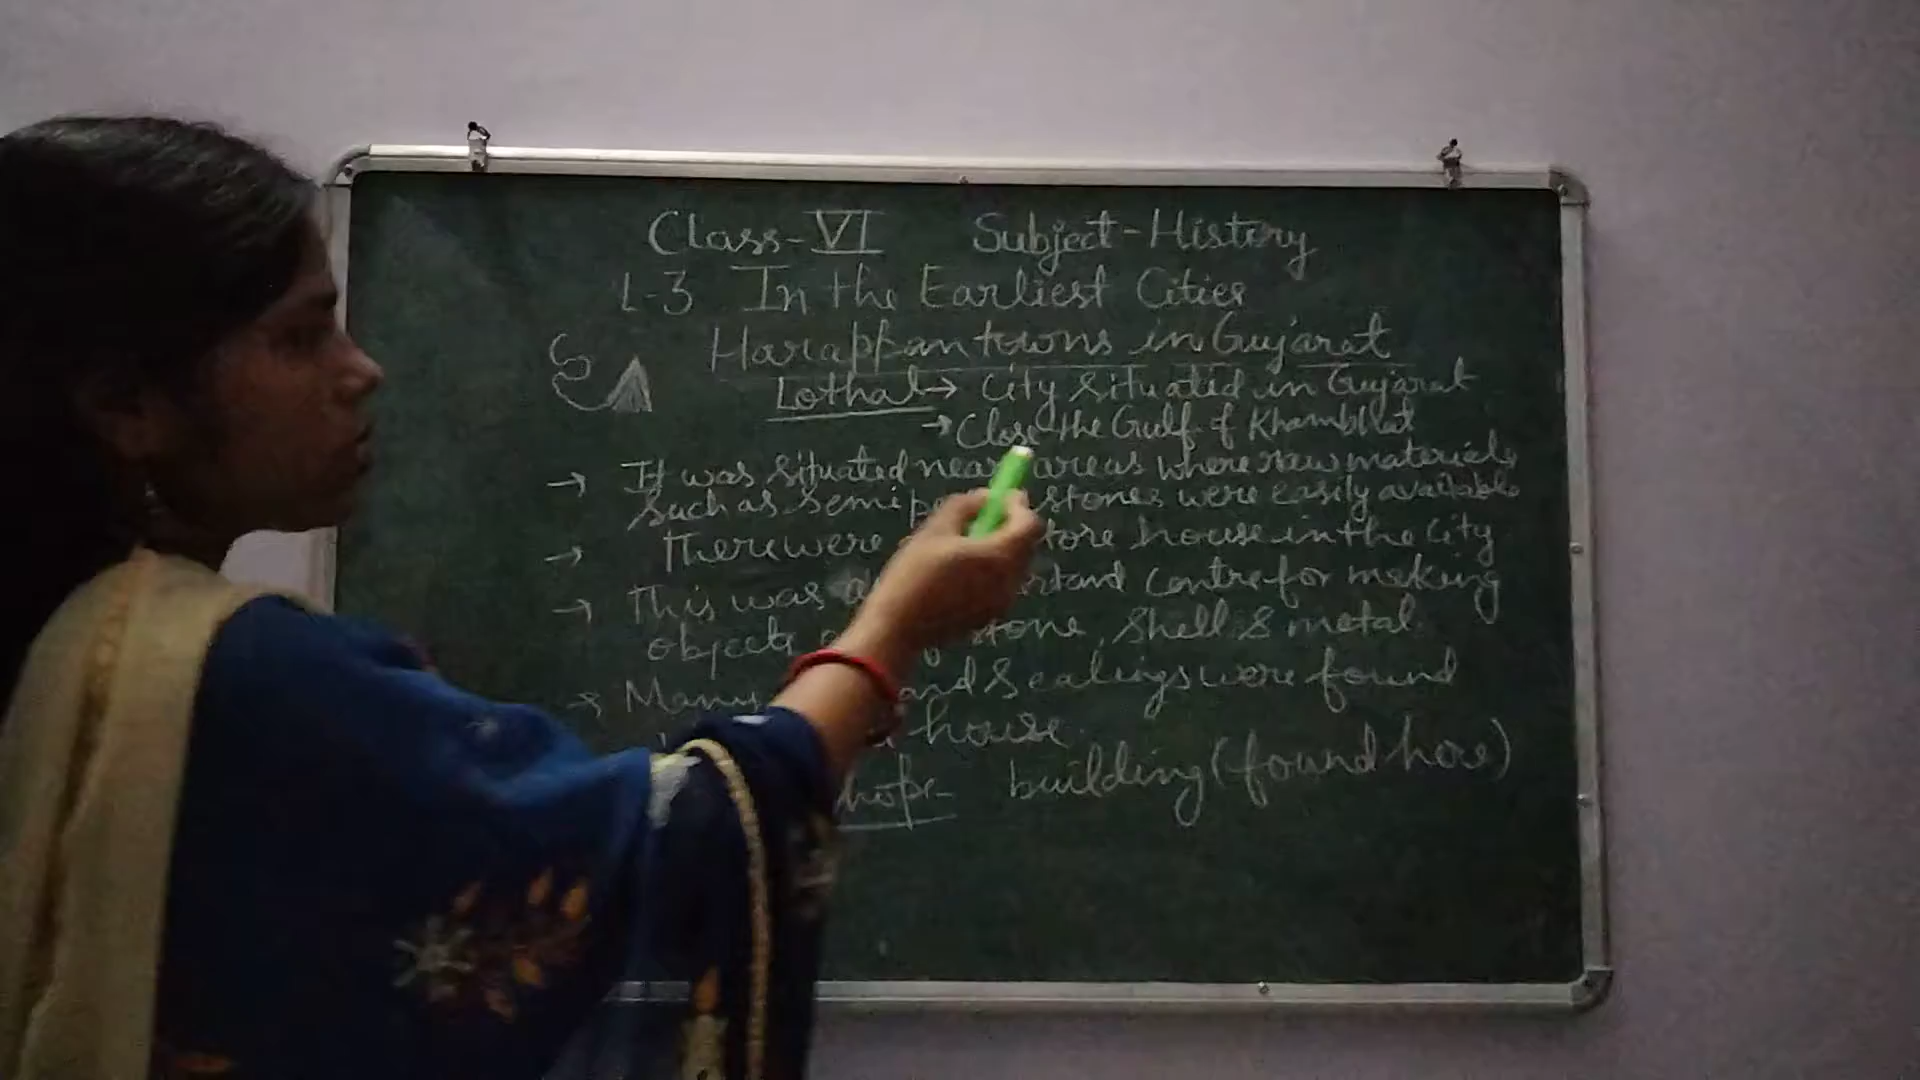 Class-VI Subject-History
L-3 In the Earliest Cities
Harappan towns in Gujarat
Lothal → City situated in Gujarat
→ Close the Gulf of Khambhat
→ It was situated near areas where raw materials
such as semi stones were easily available
→ There were store house in the city
→ This was centre for making
objects stone, shell & metal
→ Many and Sealings were found
house.
building (found here)